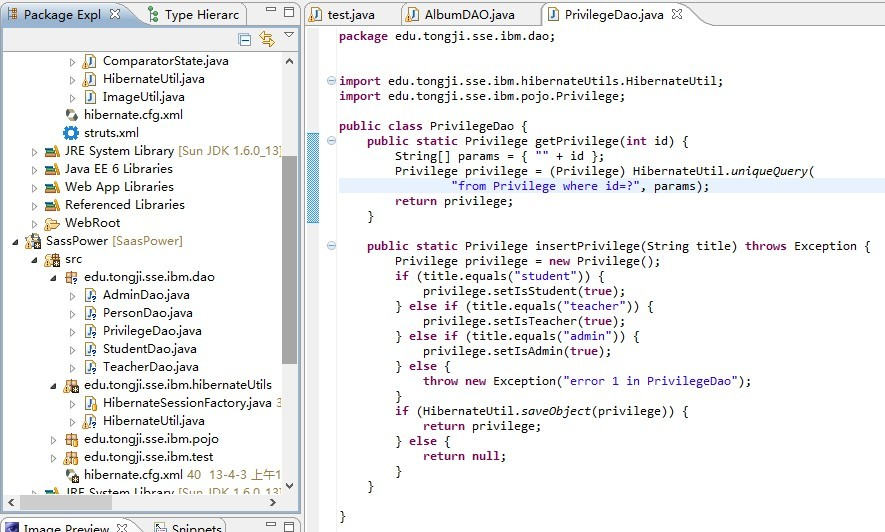 Package Expl
Type Hierarc
ComparatorState.java
HibernateUtil.java
ImageUtil.java
hibernate.cfg.xml
struts.xml
JRE System Library [Sun JDK 1.6.0_13]
Java EE 6 Libraries
Web App Libraries
Referenced Libraries
WebRoot
SassPower [SaasPower]
src
edu.tongji.sse.ibm.dao
AdminDao.java
PersonDao.java
PrivilegeDao.java
StudentDao.java
TeacherDao.java
edu.tongji.sse.ibm.hibernateUtils
HibernateSessionFactory.java 3
HibernateUtil.java
edu.tongji.sse.ibm.pojo
edu.tongji.sse.ibm.test
hibernate.cfg.xml 40 13-4-3 上午1
JRE System Library [Sun JDK 1.6.0_13]
Image Preview
Snippets
test.java
AlbumDAO.java
PrivilegeDao.java
package edu.tongji.sse.ibm.dao;
import edu.tongji.sse.ibm.hibernateUtils.HibernateUtil;
import edu.tongji.sse.ibm.pojo.Privilege;
public class PrivilegeDao {
public static Privilege getPrivilege(int id) {
String[] params = { "" + id };
Privilege privilege = (Privilege) HibernateUtil.uniqueQuery(
"from Privilege where id=?", params);
return privilege;
}
public static Privilege insertPrivilege(String title) throws Exception {
Privilege privilege = new Privilege();
if (title.equals("student")) {
privilege.setIsStudent(true);
} else if (title.equals("teacher")) {
privilege.setIsTeacher(true);
} else if (title.equals("admin")) {
privilege.setIsAdmin(true);
} else {
throw new Exception("error 1 in PrivilegeDao");
}
if (HibernateUtil.saveObject(privilege)) {
return privilege;
} else {
return null;
}
}
}